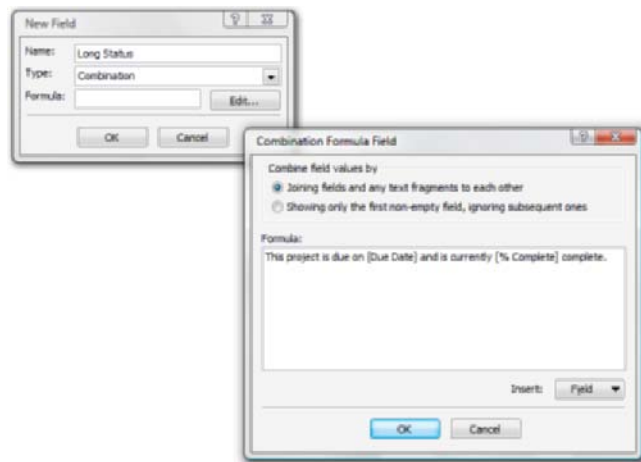 New Field
Name: Long Status
Type: Combination
Formula: Edit...
OK Cancel
Combination Formula Field
Combine field values by
Joining fields and any text fragments to each other
Showing only the first non-empty field, ignoring subsequent ones
Formula:
This project is due on [Due Date] and is currently [% Complete] complete.
Insert: Field
OK Cancel